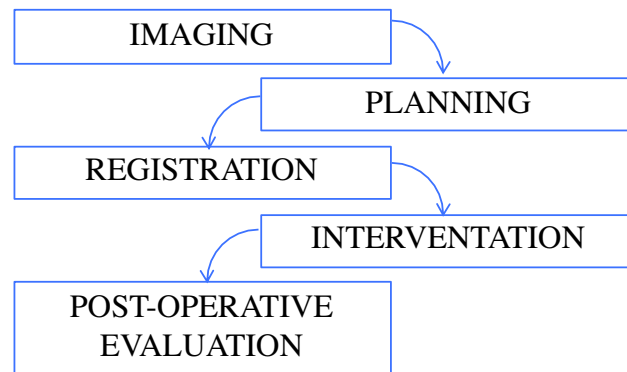 IMAGING
PLANNING
REGISTRATION
INTERVENTATION
POST-OPERATIVE
EVALUATION